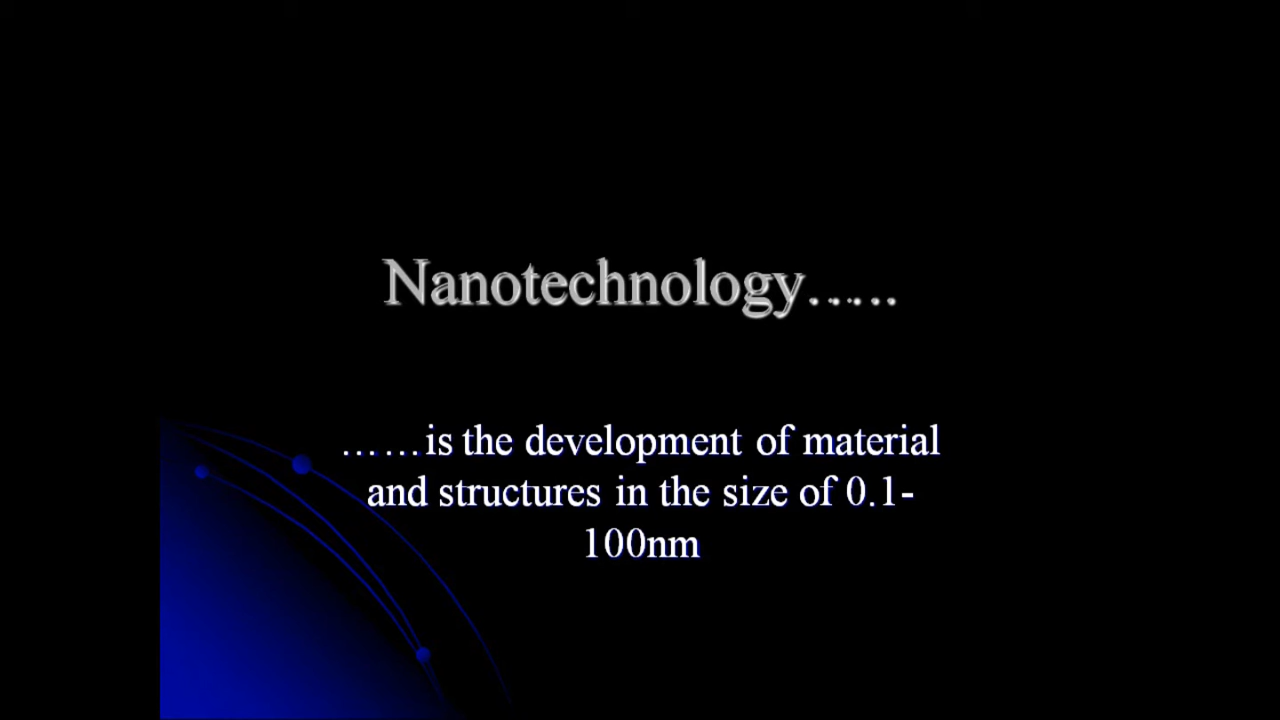 Nanotechnology…..
……is the development of material
and structures in the size of 0.1-
100nm